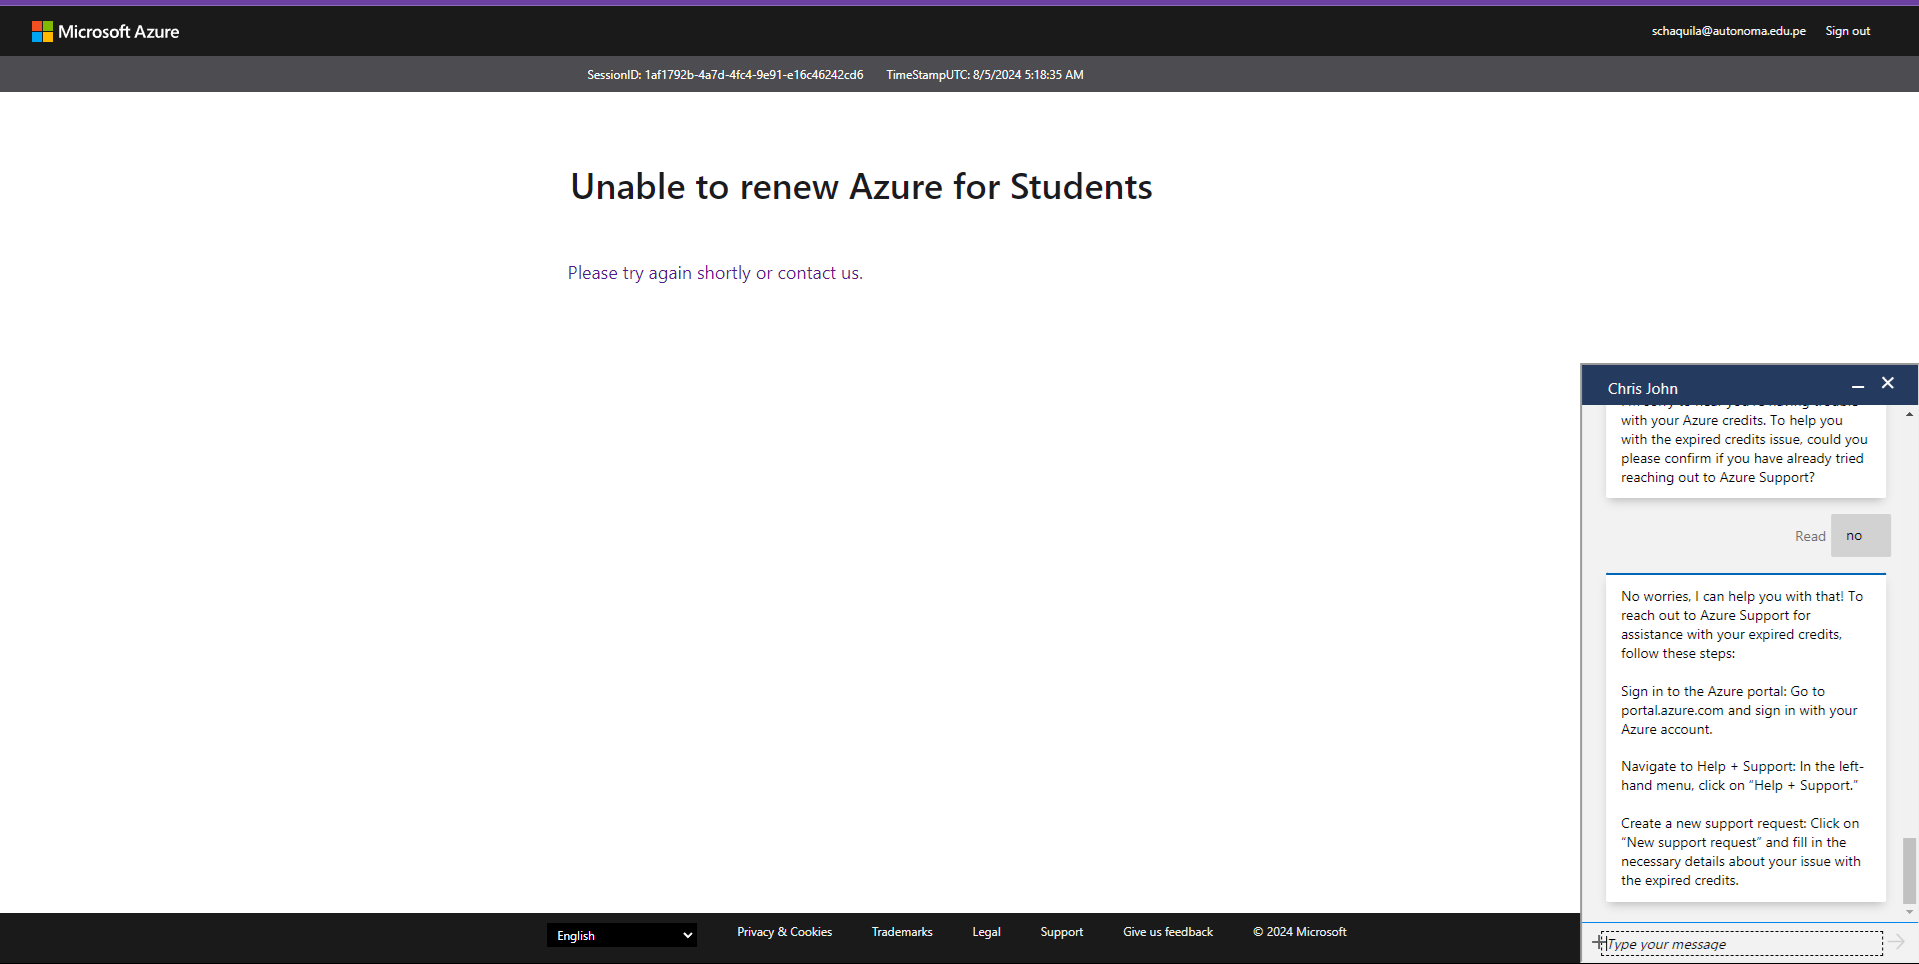 Microsoft Azure
schaquila@autonoma.edu.pe Sign out
SessionID: 1af1792b-4a7d-4fc4-9e91-e16c46242cd6 TimeStampUTC: 8/5/2024 5:18:35 AM
Unable to renew Azure for Students
Please try again shortly or contact us.
Chris John
with your Azure credits. To help you
with the expired credits issue, could you
please confirm if you have already tried
reaching out to Azure Support?
Read no
No worries, I can help you with that! To
reach out to Azure Support for
assistance with your expired credits,
follow these steps:
Sign in to the Azure portal: Go to
portal.azure.com and sign in with your
Azure account.
Navigate to Help + Support: In the left-
hand menu, click on “Help + Support.”
Create a new support request: Click on
“New support request” and fill in the
necessary details about your issue with
the expired credits.
Type your message
English Privacy & Cookies Trademarks Legal Support Give us feedback © 2024 Microsoft